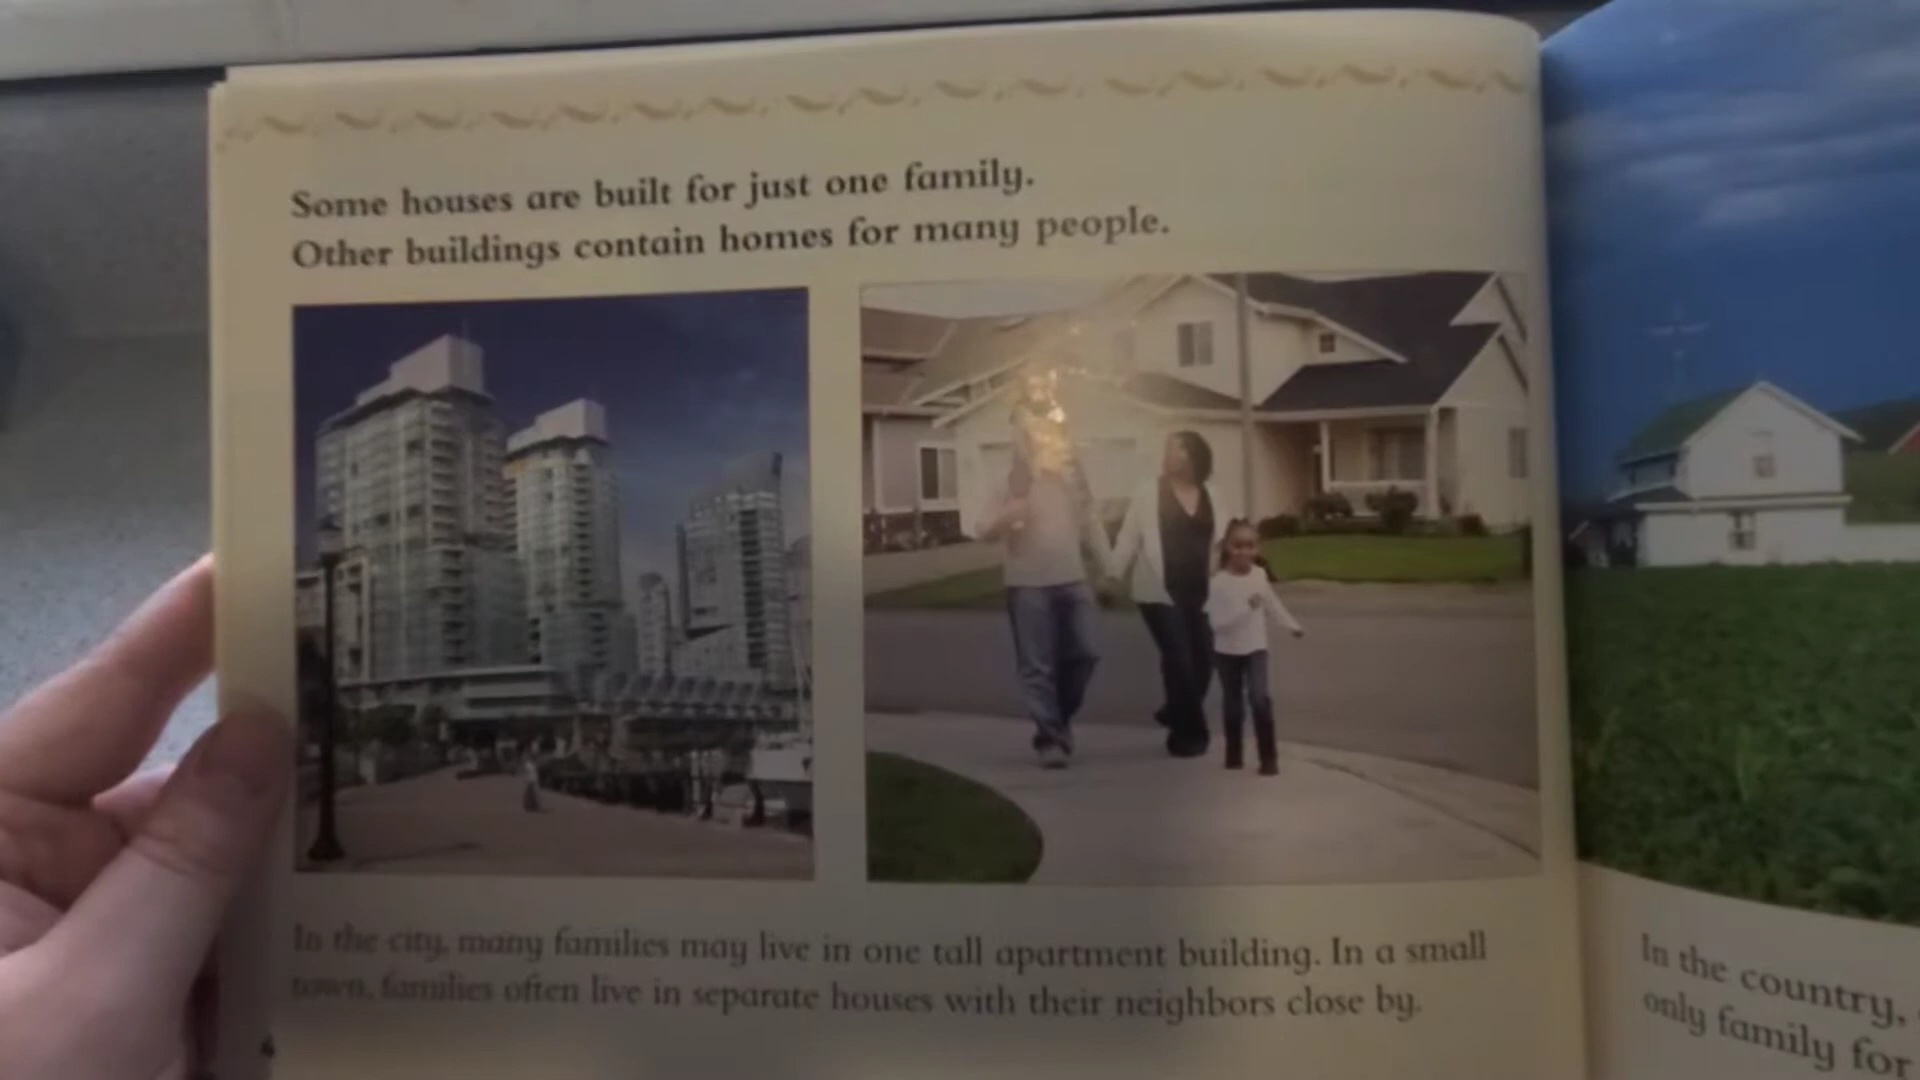 Some houses are built for just one family.
Other buildings contain homes for many people.
In the city, many families may live in one tall apartment building. In a small
town, families often live in separate houses with their neighbors close by.
4
In the country,
only family for